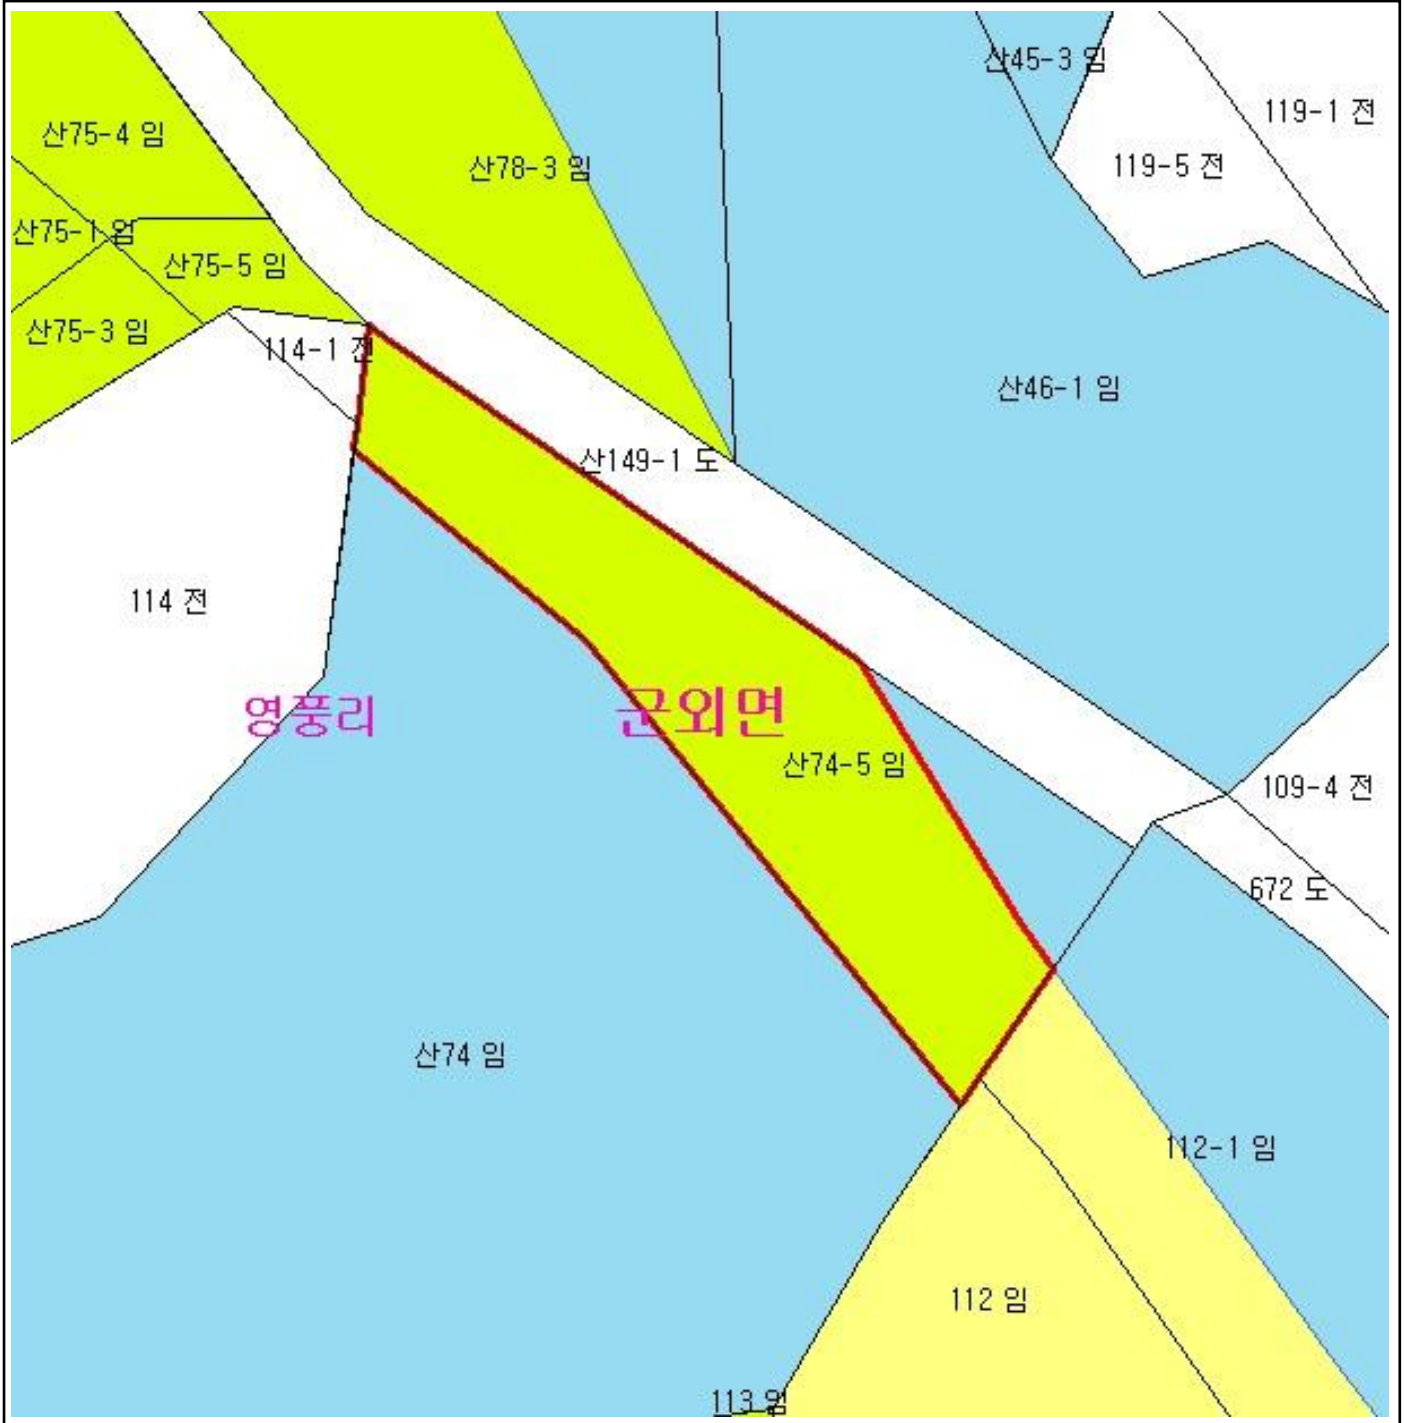 산45-3 임
119-1 전
산75-4 임
산78-3 임
119-5 전
산75-1 임
산75-5 임
산75-3 임
114-1 전
산46-1 임
산149-1 도
114 전
영풍리
군외면
산74-5 임
109-4 전
672 도
산74 임
112-1 임
112 임
113 임